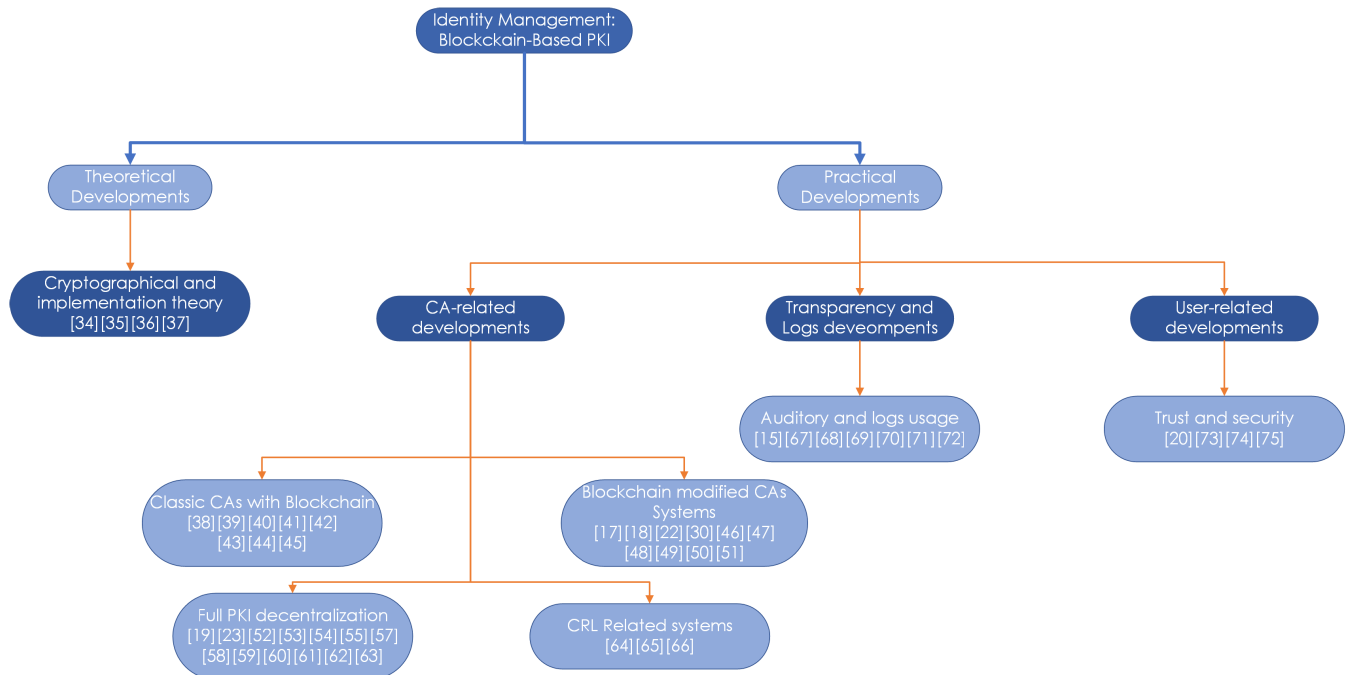 Identity Management:
Blockckain-Based PKI
Theoretical
Developments
Practical
Developments
Cryptographical and
implementation theory
[34][35][36][37]
CA-related
developments
Transparency and
Logs deveompents
User-related
developments
Auditory and logs usage
[15][67][68][69][70][71][72]
Trust and security
[20][73][74][75]
Classic CAs with Blockchain
[38][39][40][41][42]
[43][44][45]
Blockchain modified CAs
Systems
[17][18][22][30][46][47]
[48][49][50][51]
Full PKI decentralization
[19][23][52][53][54][55][57]
[58][59][60][61][62][63]
CRL Related systems
[64][65][66]